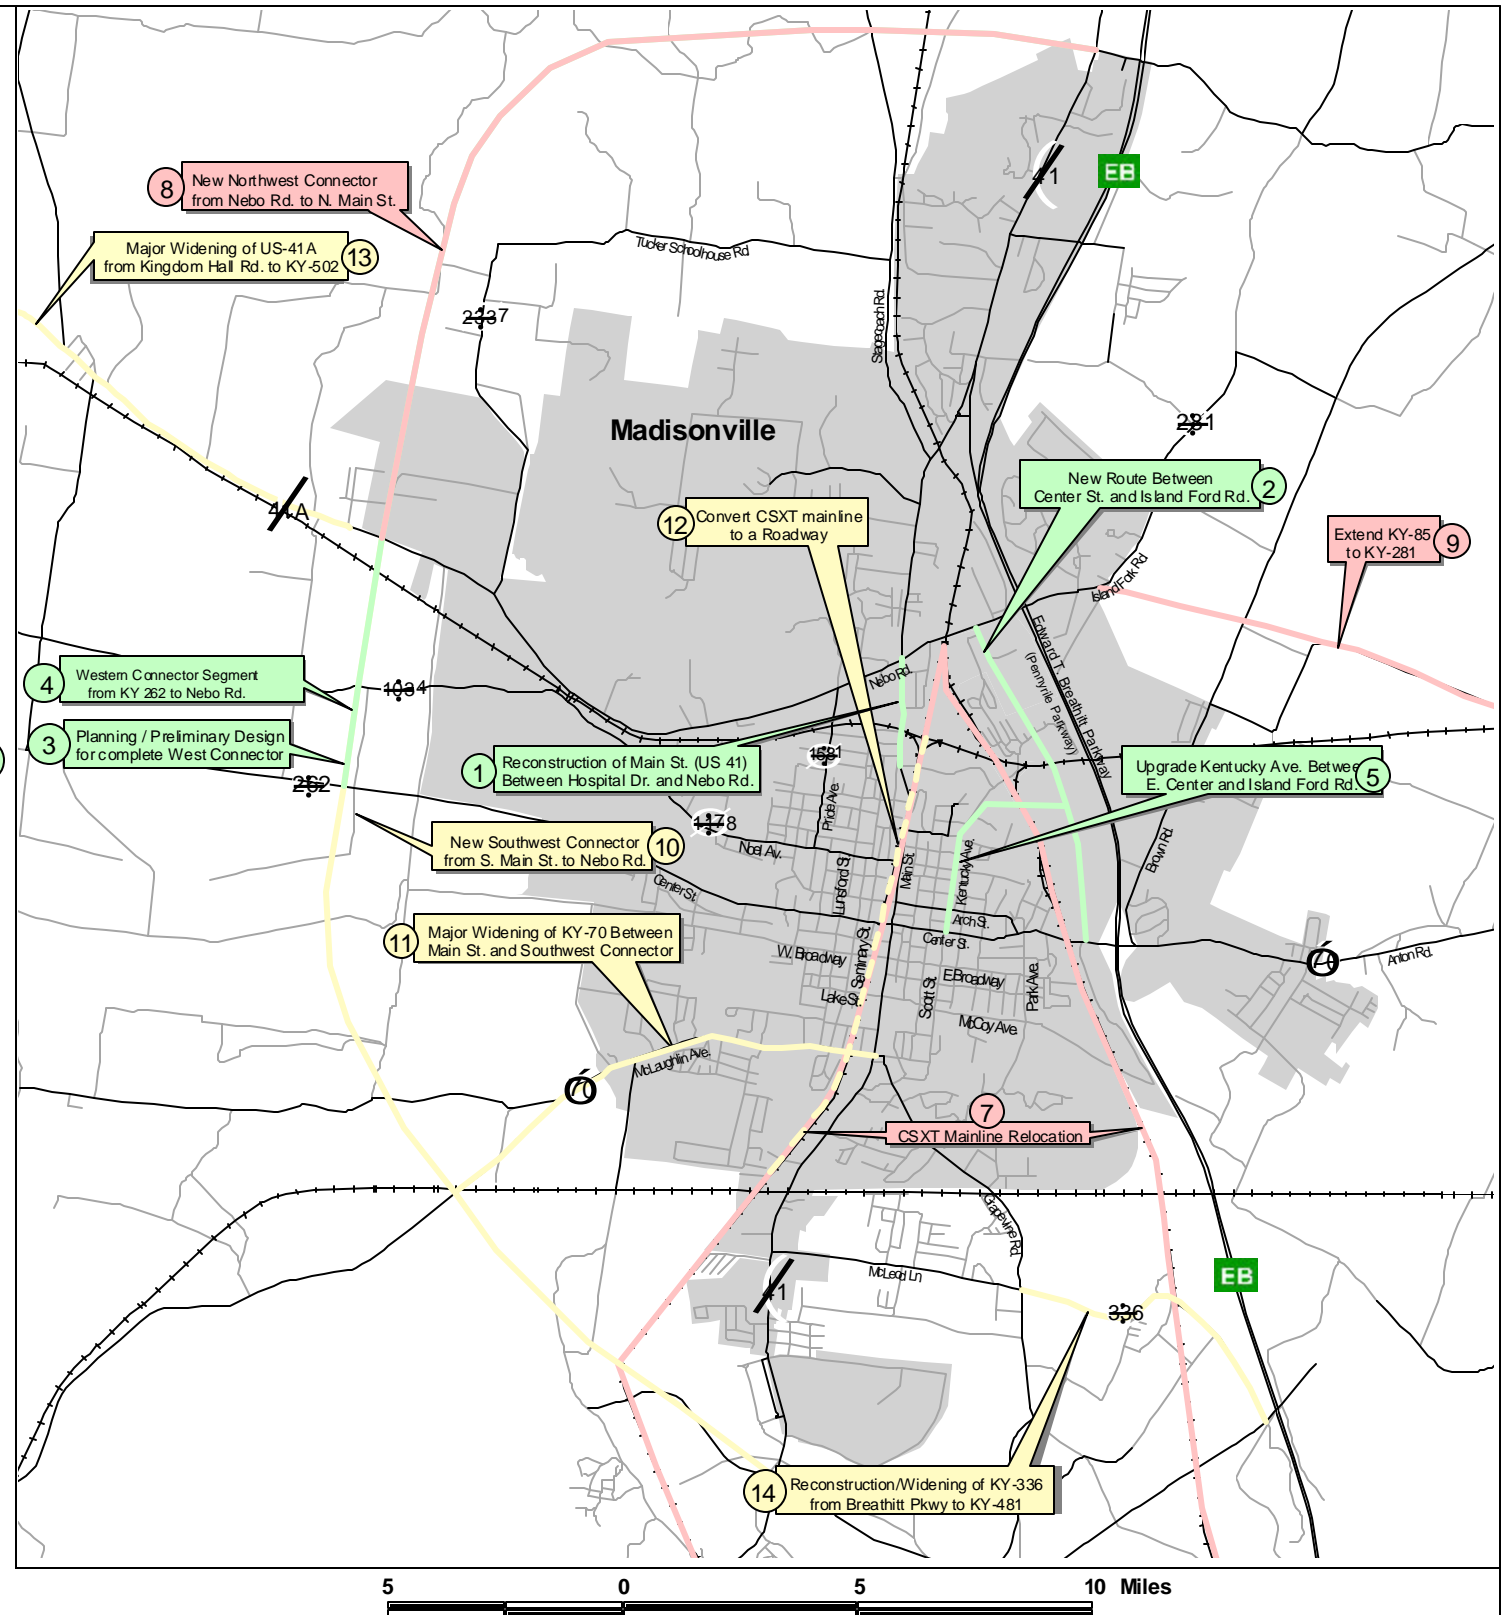 41
EB
8
New Northwest Connector
from Nebo Rd. to N. Main St.
Major Widening of US-41A
from Kingdom Hall Rd. to KY-502
13
Tucker Schoolhouse Rd.
2337
Stagecoach Rd.
281
Madisonville
New Route Between
Center St. and Island Ford Rd.
2
41A
12
Convert CSXT mainline
to a Roadway
Extend KY-85
to KY-281
9
Island Fork Rd.
Edward T. Breathitt Parkway
(Pennyrile Parkway)
4
Western Connector Segment
from KY 262 to Nebo Rd.
1034
Nebo Rd.
3
Planning / Preliminary Design
for complete West Connector
262
1
Reconstruction of Main St. (US 41)
Between Hospital Dr. and Nebo Rd.
1581
Upgrade Kentucky Ave. Between
E. Center and Island Ford Rd.
5
Pride Ave.
1178
Noel Av.
New Southwest Connector
from S. Main St. to Nebo Rd.
10
Center St.
Lunsford St.
Main St.
Kentucky Ave.
Brown Rd.
Arch St.
Center St.
11
Major Widening of KY-70 Between
Main St. and Southwest Connector
W. Broadway
Seminary St.
E Broadway
Lake St.
Scott St.
Park Ave.
McCoy Ave.
70
Anton Rd.
McLaughlin Ave.
70
7
CSXT Mainline Relocation
Grapevine Rd.
McLeod Ln
41
EB
336
14
Reconstruction/Widening of KY-336
from Breathitt Pkwy to KY-481
5 0 5 10 Miles